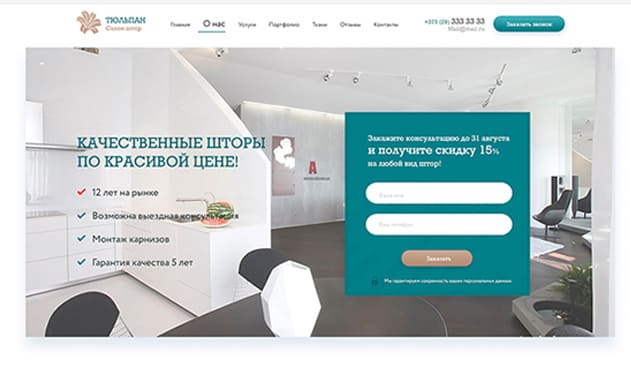 ТЮЛЬПАН
Салон штор
Главная
О нас
Услуги
Портфолио
Ткани
Отзывы
Контакты
+375 (29) 333 33 33
Mail@mail.ru
Заказать звонок
КАЧЕСТВЕННЫЕ ШТОРЫ
ПО КРАСИВОЙ ЦЕНЕ!
12 лет на рынке
Возможна выездная консультация
Монтаж карнизов
Гарантия качества 5 лет
A
Закажите консультацию до 31 августа
и получите скидку 15%
на любой вид штор!
Ваше имя
Ваш телефон
Заказать
Мы гарантируем сохранность ваших персональных данных